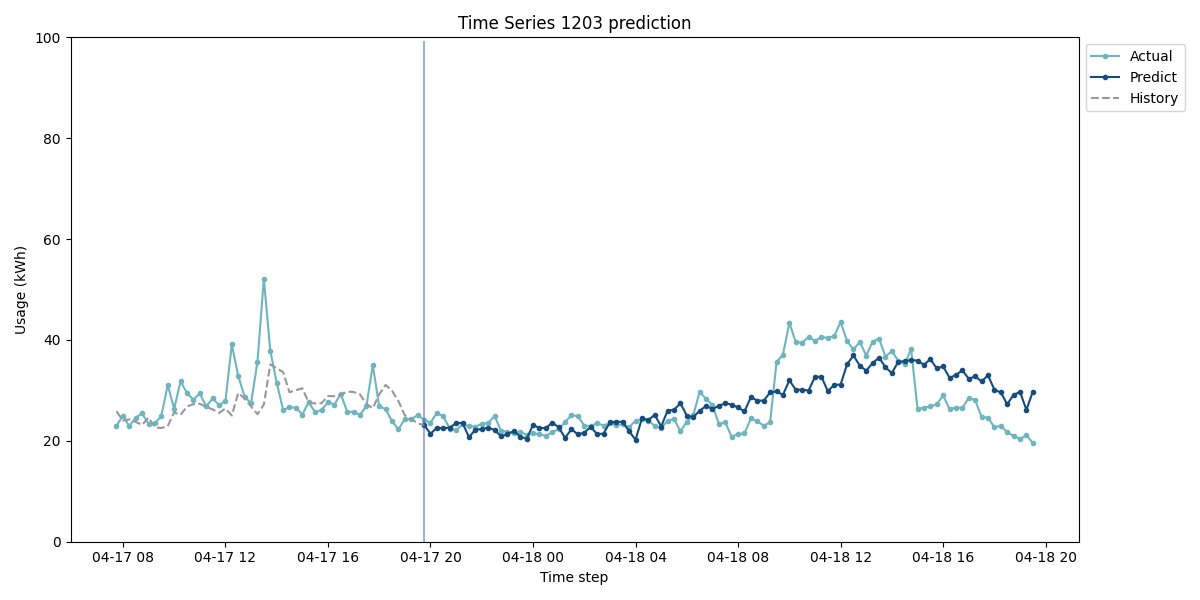 Time Series 1203 prediction
100
80
60
40
20
0
Usage (kWh)
04-17 08
04-17 12
04-17 16
04-17 20
04-18 00
04-18 04
04-18 08
04-18 12
04-18 16
04-18 20
Time step
Actual
Predict
History